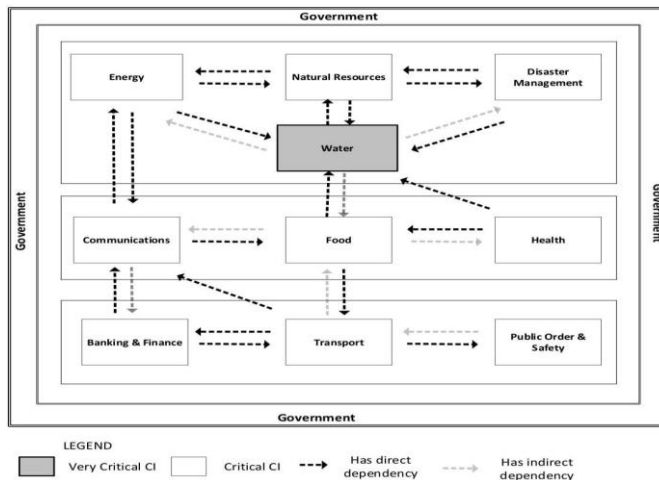 Government
Energy
Natural Resources
Disaster
Management
Water
Government
Government
Communications
Food
Health
Banking & Finance
Transport
Public Order &
Safety
Government
LEGEND
Very Critical CI
Critical CI
Has direct
dependency
Has indirect
dependency